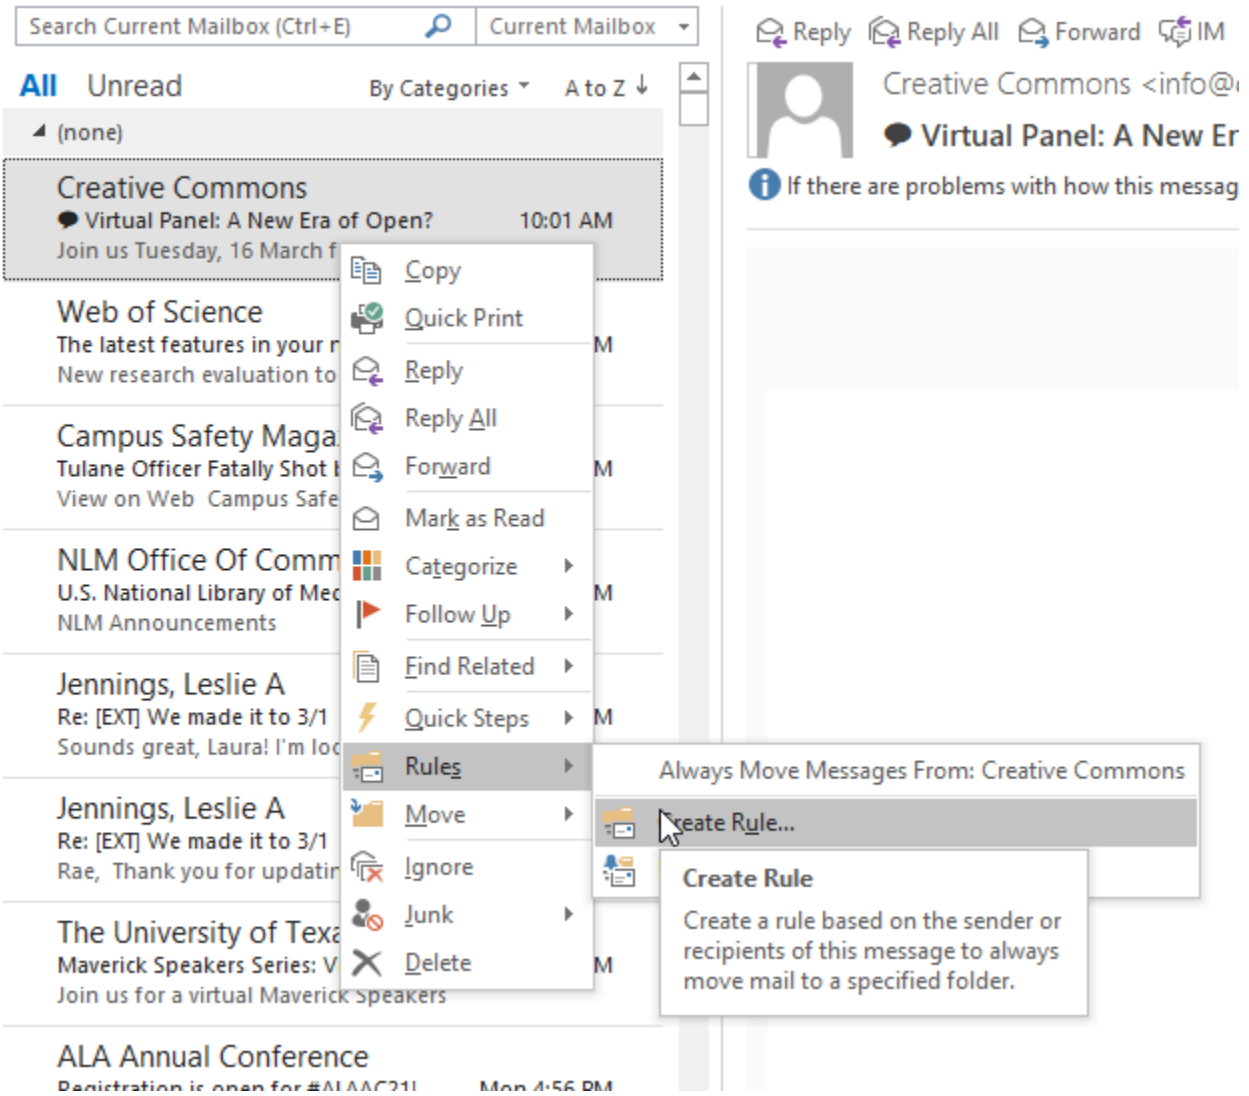 Search Current Mailbox (Ctrl+E)
Current Mailbox
All Unread
By Categories
A to Z
(none)
Creative Commons
Virtual Panel: A New Era of Open? 10:01 AM
Join us Tuesday, 16 March f
Web of Science
The latest features in your
M
New research evaluation to
Campus Safety Maga
Tulane Officer Fatally Shot
M
View on Web Campus Safe
NLM Office Of Comm
U.S. National Library of Med
M
NLM Announcements
Jennings, Leslie A
Re: [EXT] We made it to 3/1
M
Sounds great, Laura! I'm loo
Jennings, Leslie A
Re: [EXT] We made it to 3/1
Rae, Thank you for updatin
The University of Texa
Maverick Speakers Series: V
M
Join us for a virtual Maverick Speakers
ALA Annual Conference
Registration is open for #ALAAC21! Mon 4:56 PM
Copy
Quick Print
Reply
Reply All
Forward
Mark as Read
Categorize
Follow Up
Find Related
Quick Steps
Rules
Move
Ignore
Junk
Delete
Always Move Messages From: Creative Commons
Create Rule...
Create Rule
Create a rule based on the sender or
recipients of this message to always
move mail to a specified folder.
Reply Reply All Forward IM
Creative Commons <info@
Virtual Panel: A New Er
If there are problems with how this messag